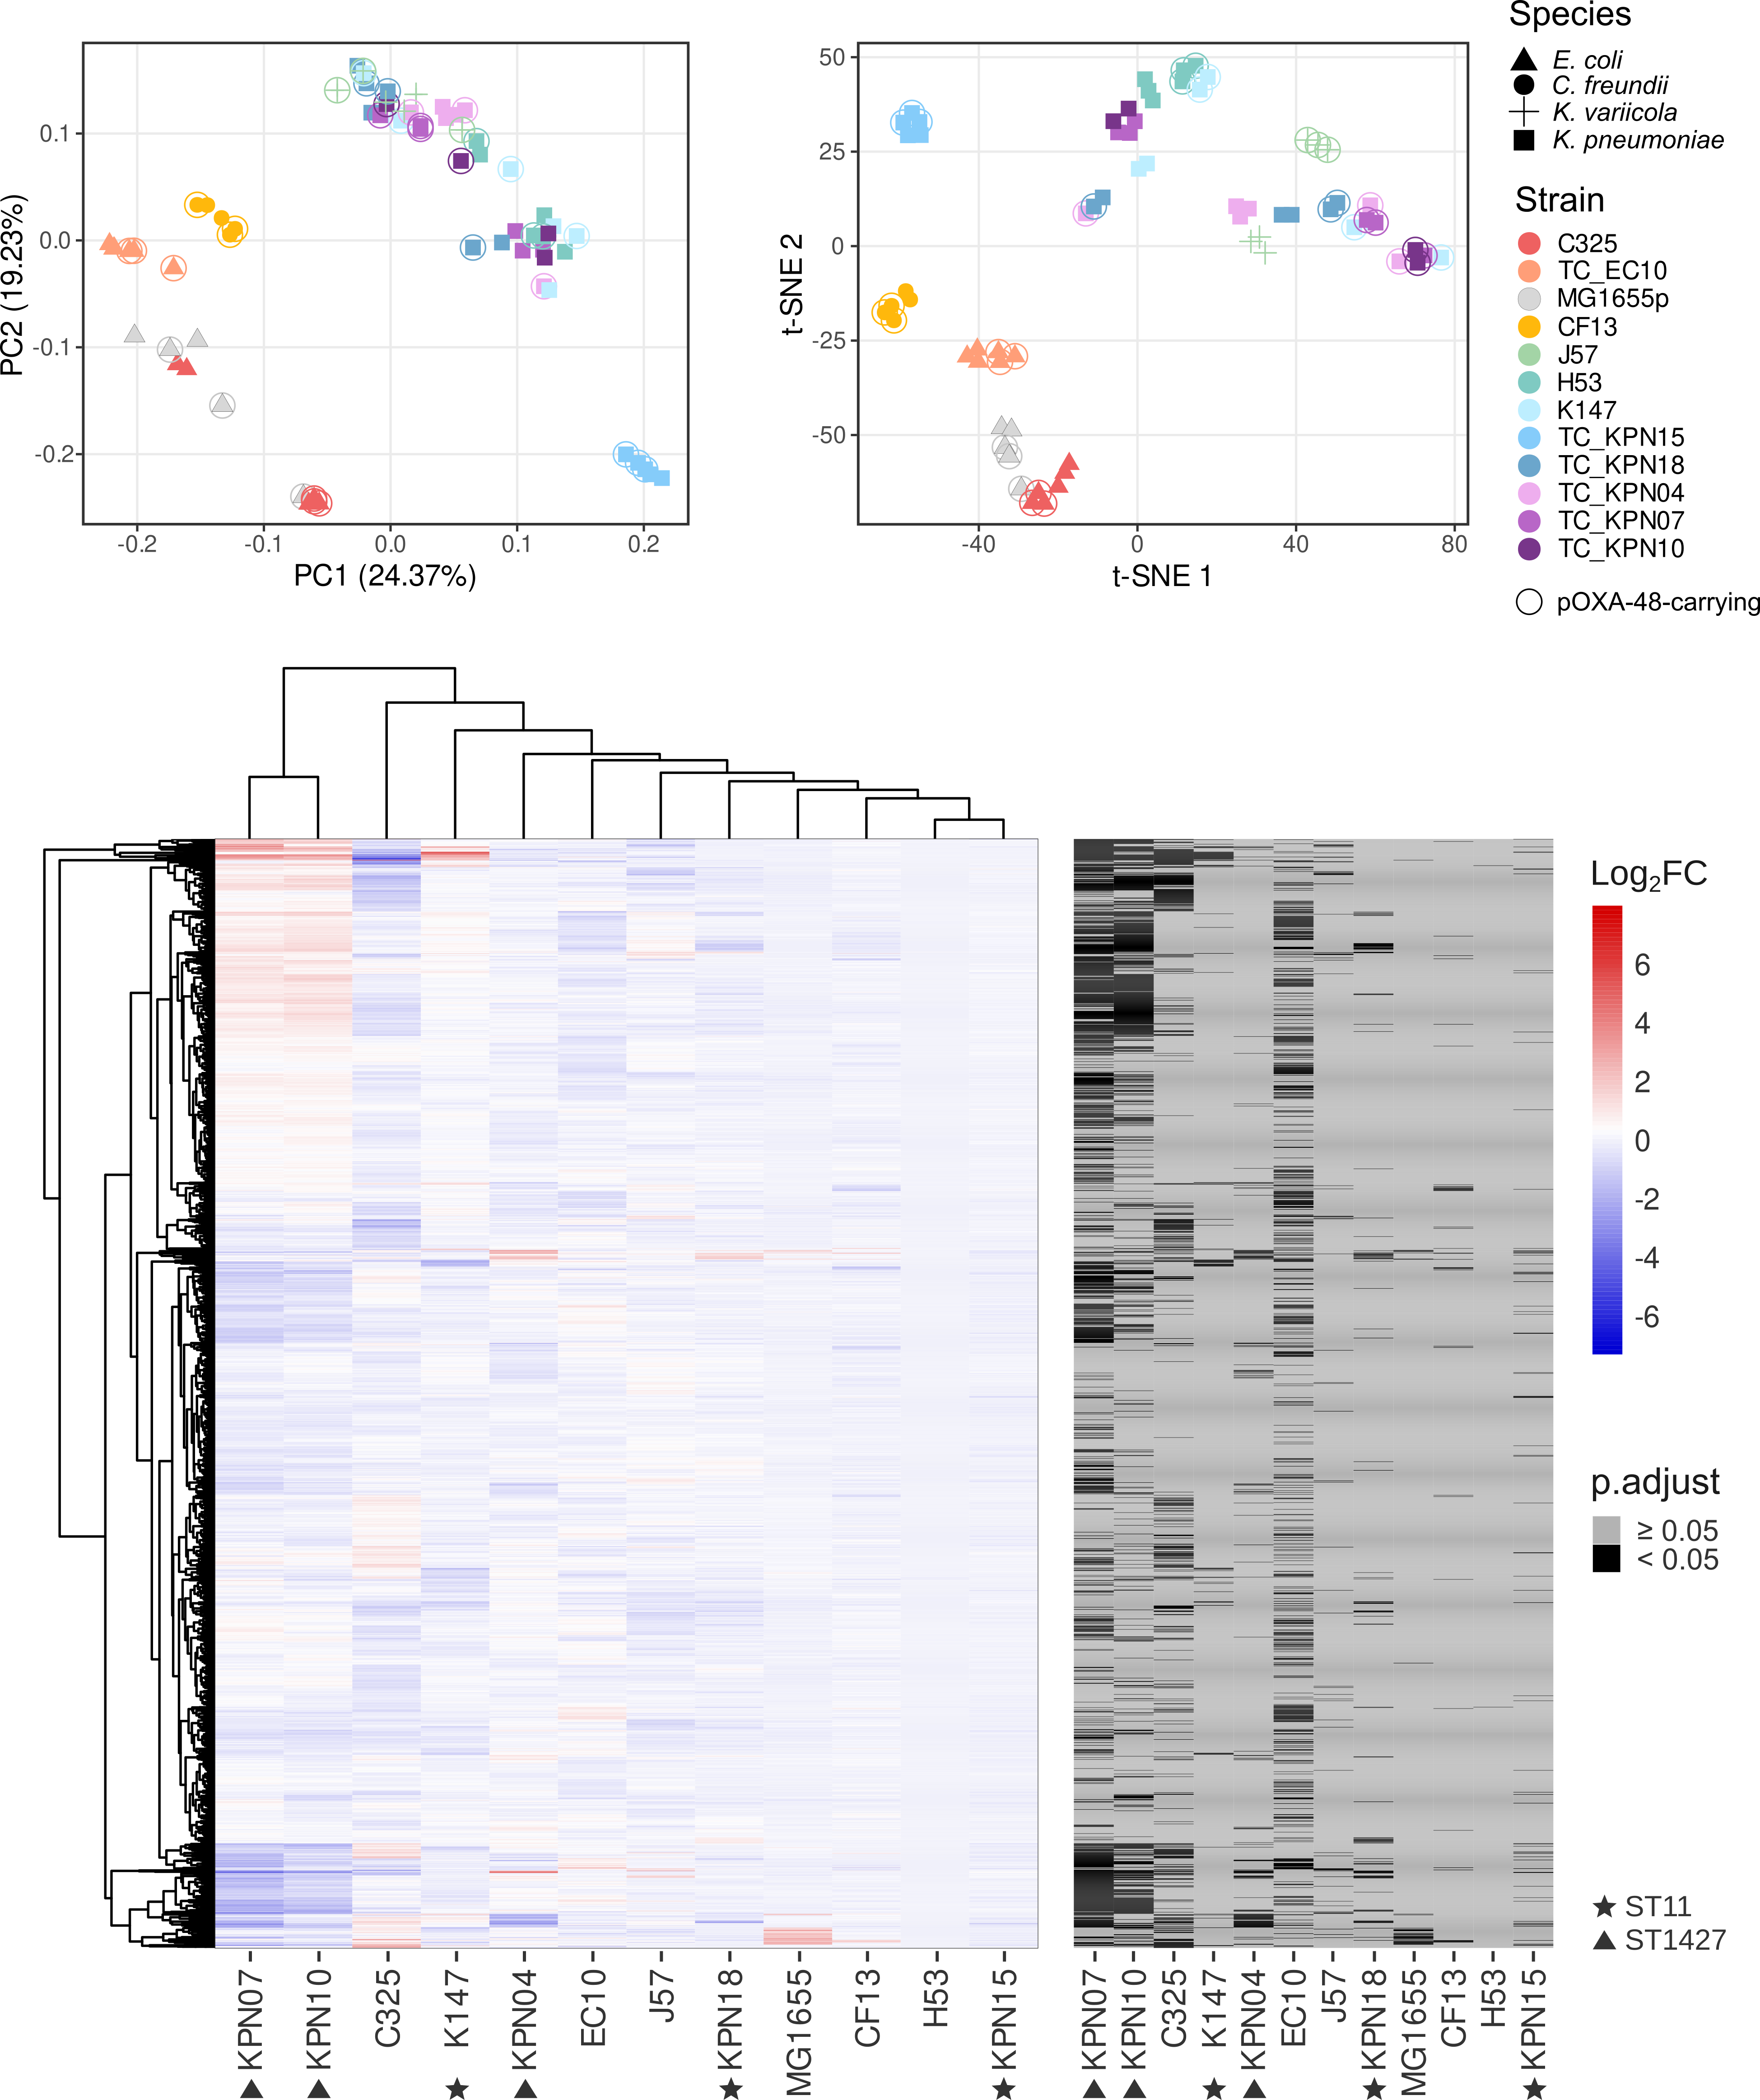 PC2 (19.23%)
0.1
0.0
-0.1
-0.2
-0.2
-0.1
0.0
0.1
0.2
PC1 (24.37%)
t-SNE 2
50
25
0
-25
-50
-40
0
40
80
t-SNE 1
Species
E. coli
C. freundii
K. variicola
K. pneumoniae
Strain
C325
TC_EC10
MG1655p
CF13
J57
H53
K147
TC_KPN15
TC_KPN18
TC_KPN04
TC_KPN07
TC_KPN10
pOXA-48-carrying
Log₂FC
6
4
2
0
-2
-4
-6
p.adjust
≥ 0.05
< 0.05
★ ST11
▲ ST1427
▲ KPN07
▲ KPN10
C325
★ K147
▲ KPN04
EC10
J57
★ KPN18
MG1655
CF13
H53
★ KPN15
▲ KPN07
▲ KPN10
C325
★ K147
▲ KPN04
EC10
J57
★ KPN18
MG1655
CF13
H53
★ KPN15